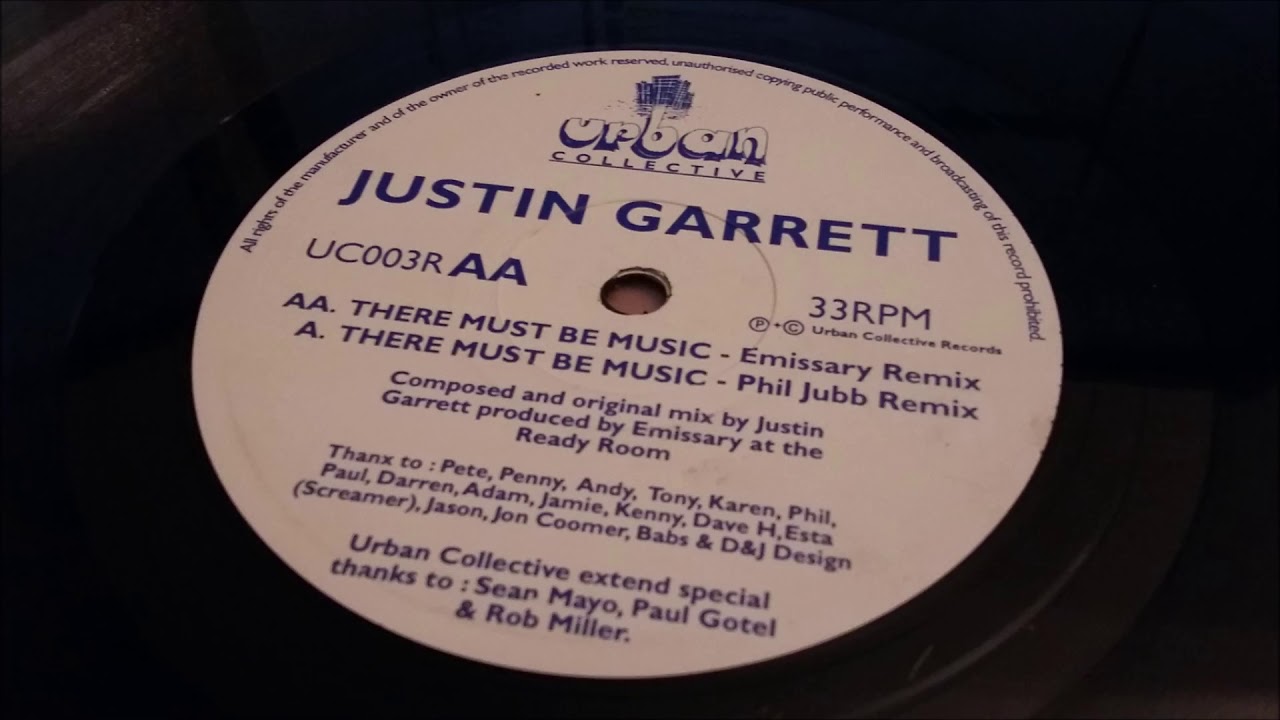 All rights of the manufacturer and of the owner of the recorded work reserved, unauthorised copying public performance and broadcasting of this record prohibited.
urban
COLLECTIVE
JUSTIN GARRETT
UC003R AA
33RPM
Ⓟ+© Urban Collective Records
AA. THERE MUST BE MUSIC - Emissary Remix
A. THERE MUST BE MUSIC - Phil Jubb Remix
Composed and original mix by Justin
Garrett produced by Emissary at the
Ready Room
Thanx to : Pete, Penny, Andy, Tony, Karen, Phil,
Paul, Darren, Adam, Jamie, Kenny, Dave H, Esta
(Screamer), Jason, Jon Coomer, Babs & D&J Design
Urban Collective extend special
thanks to : Sean Mayo, Paul Gotel
& Rob Miller.